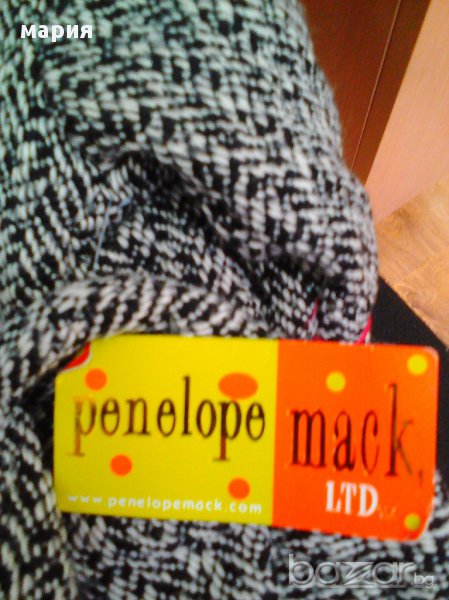 мария
penelope mack,
LTD
www.penelopemack.com
bazar.bg